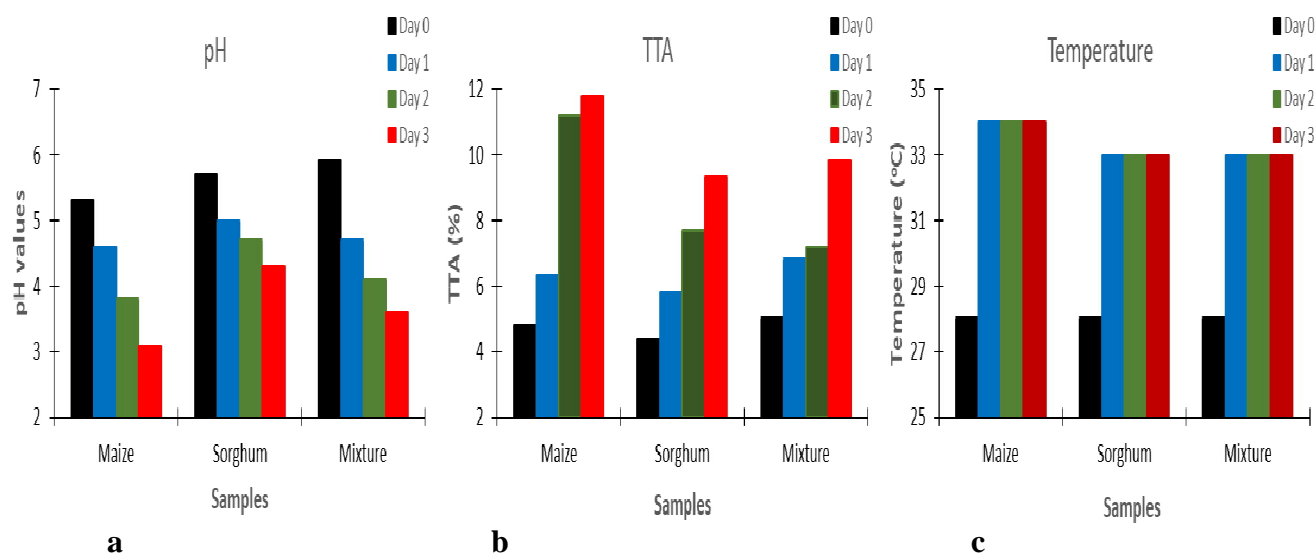 pH
Day 0
Day 1
Day 2
Day 3
7
6
5
4
3
2
pH values
Maize
Sorghum
Mixture
Samples
a
TTA
Day 0
Day 1
Day 2
Day 3
12
10
8
6
4
2
TTA (%)
Maize
Sorghum
Mixture
Samples
b
Temperature
Day 0
Day 1
Day 2
Day 3
35
33
31
29
27
25
Temperature (°C)
Maize
Sorghum
Mixture
Samples
c